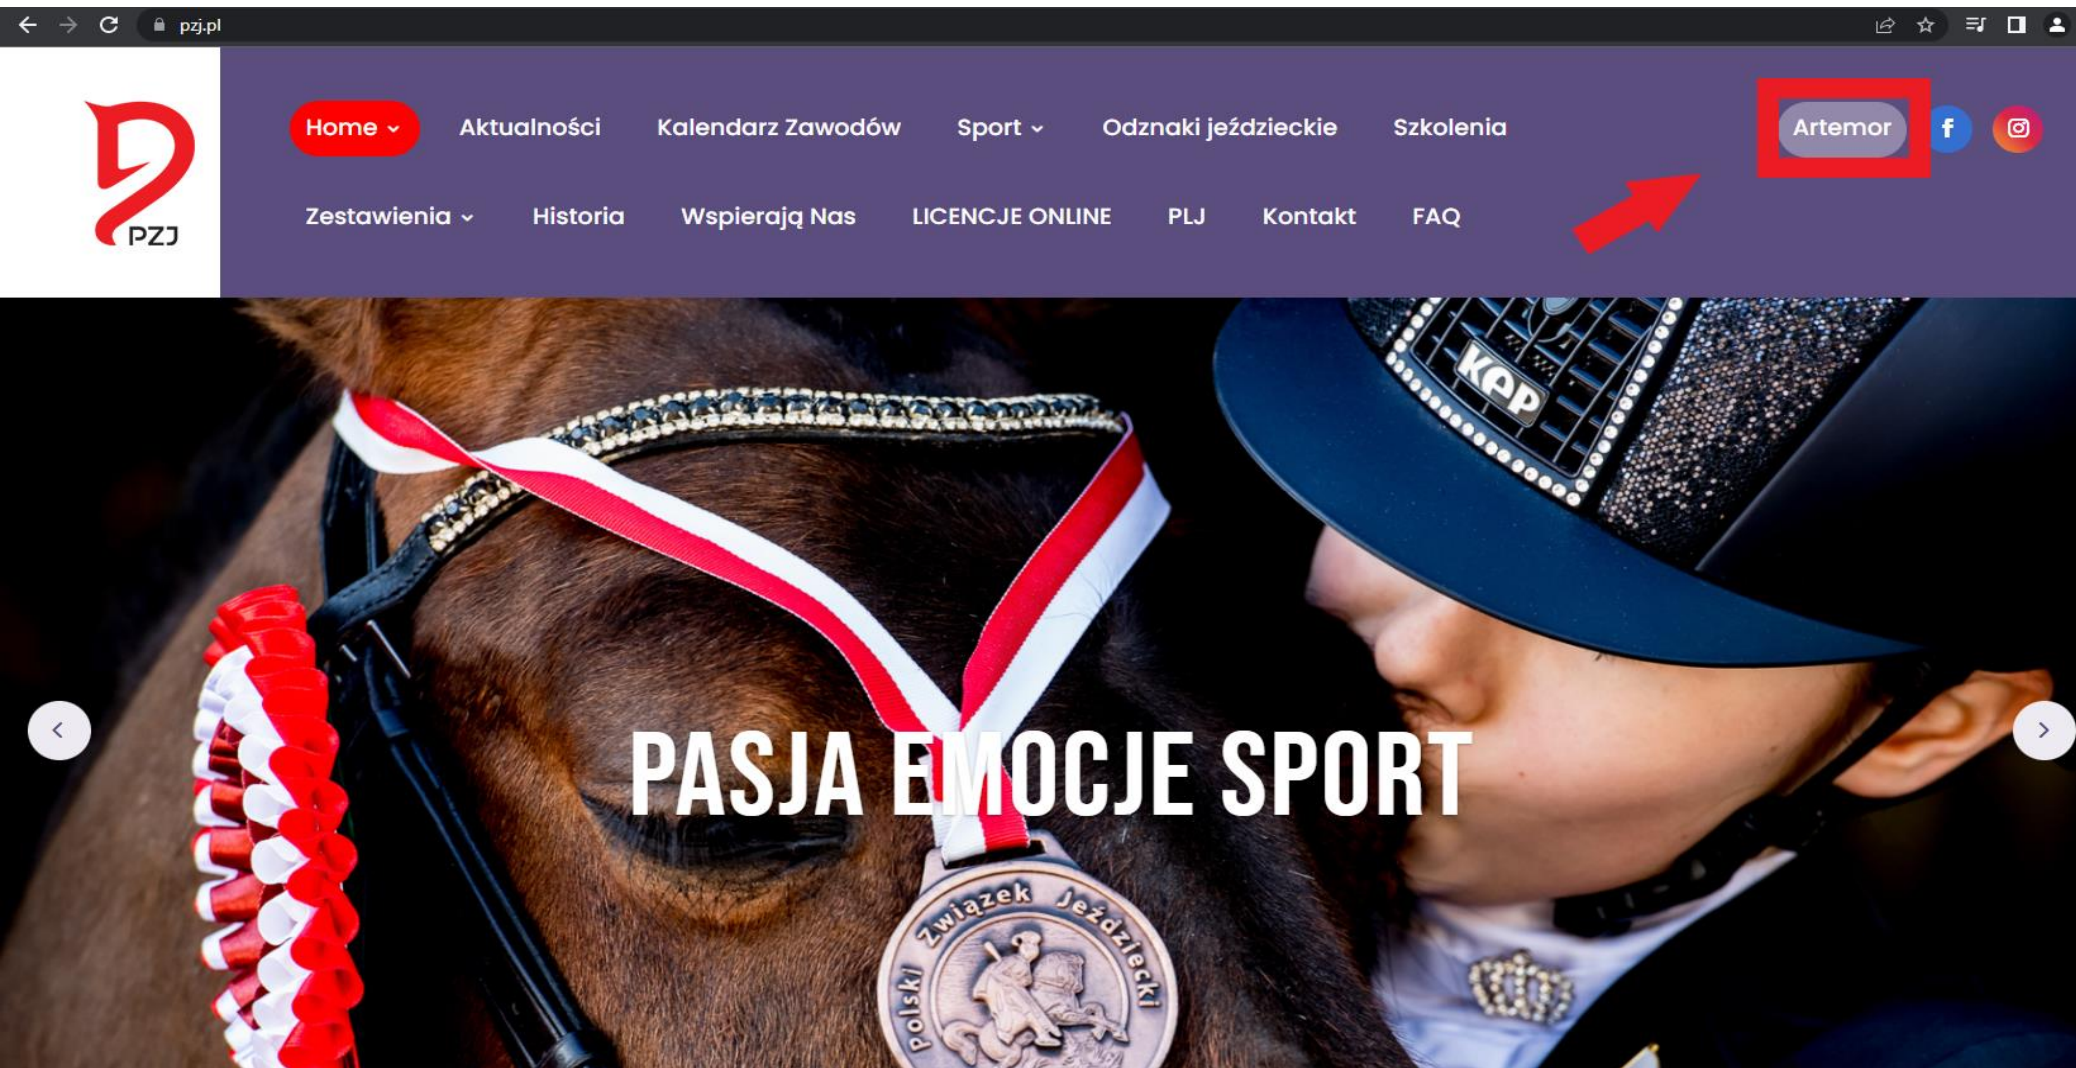 pzj.pl
Home Aktualności Kalendarz Zawodów Sport Odznaki jeździeckie Szkolenia Artemor
Zestawienia Historia Wspierają Nas LICENCJE ONLINE PLJ Kontakt FAQ
PZJ
KEP
PASJA EMOCJE SPORT
Polski Związek Jeździecki